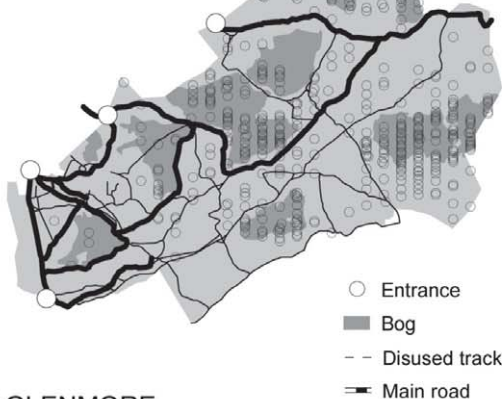 Entrance
Bog
Disused track
Main road
GLENMORE